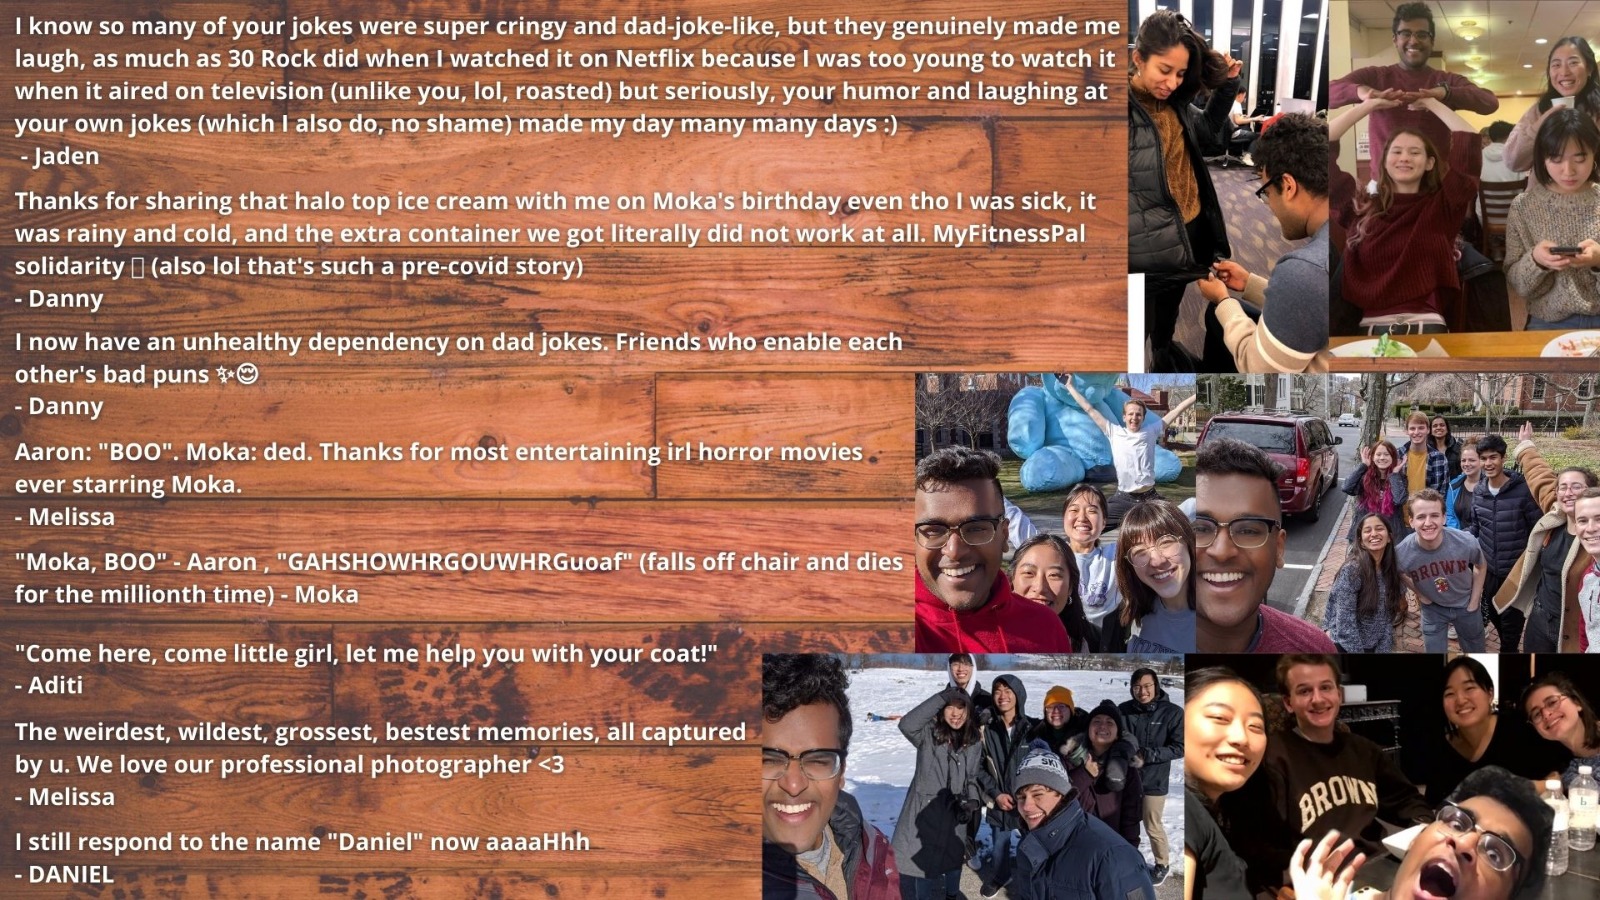 I know so many of your jokes were super cringy and dad-joke-like, but they genuinely made me
laugh, as much as 30 Rock did when I watched it on Netflix because I was too young to watch it
when it aired on television (unlike you, lol, roasted) but seriously, your humor and laughing at
your own jokes (which I also do, no shame) made my day many many days :)
- Jaden
Thanks for sharing that halo top ice cream with me on Moka's birthday even tho I was sick, it
was rainy and cold, and the extra container we got literally did not work at all. MyFitnessPal
solidarity ▯ (also lol that's such a pre-covid story)
- Danny
I now have an unhealthy dependency on dad jokes. Friends who enable each
other's bad puns ✨😌
- Danny
Aaron: "BOO". Moka: ded. Thanks for most entertaining irl horror movies
ever starring Moka.
- Melissa
"Moka, BOO" - Aaron , "GAHSHOWHRGOUWHRGuoaf" (falls off chair and dies
for the millionth time) - Moka
"Come here, come little girl, let me help you with your coat!"
- Aditi
The weirdest, wildest, grossest, bestest memories, all captured
by u. We love our professional photographer <3
- Melissa
I still respond to the name "Daniel" now aaaaHhh
- DANIEL
BROWN
SKI
BROWN